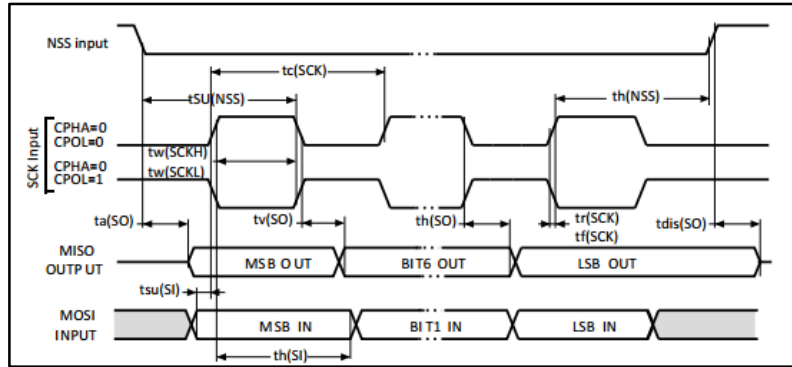 NSS input
tc(SCK)
tSU(NSS)
th(NSS)
SCK Input
CPHA=0
CPOL=0
CPHA=0
CPOL=1
tw(SCKH)
tw(SCKL)
ta(SO)
tv(SO)
th(SO)
tr(SCK)
tf(SCK)
tdis(SO)
MISO
OUTPUT
MSB OUT
BIT6 OUT
LSB OUT
tsu(SI)
MOSI
INPUT
MSB IN
BIT1 IN
LSB IN
th(SI)